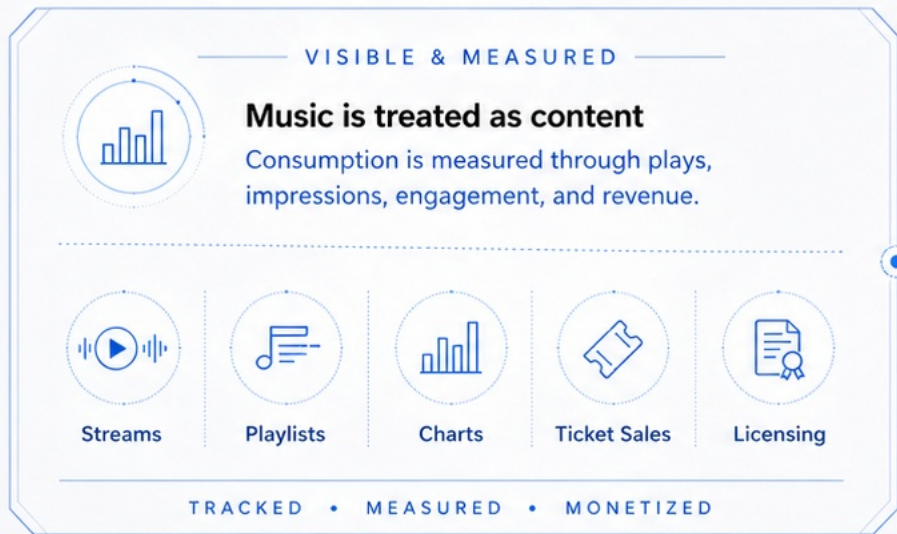 VISIBLE & MEASURED
Music is treated as content
Consumption is measured through plays,
impressions, engagement, and revenue.
Streams
Playlists
Charts
Ticket Sales
Licensing
TRACKED • MEASURED • MONETIZED